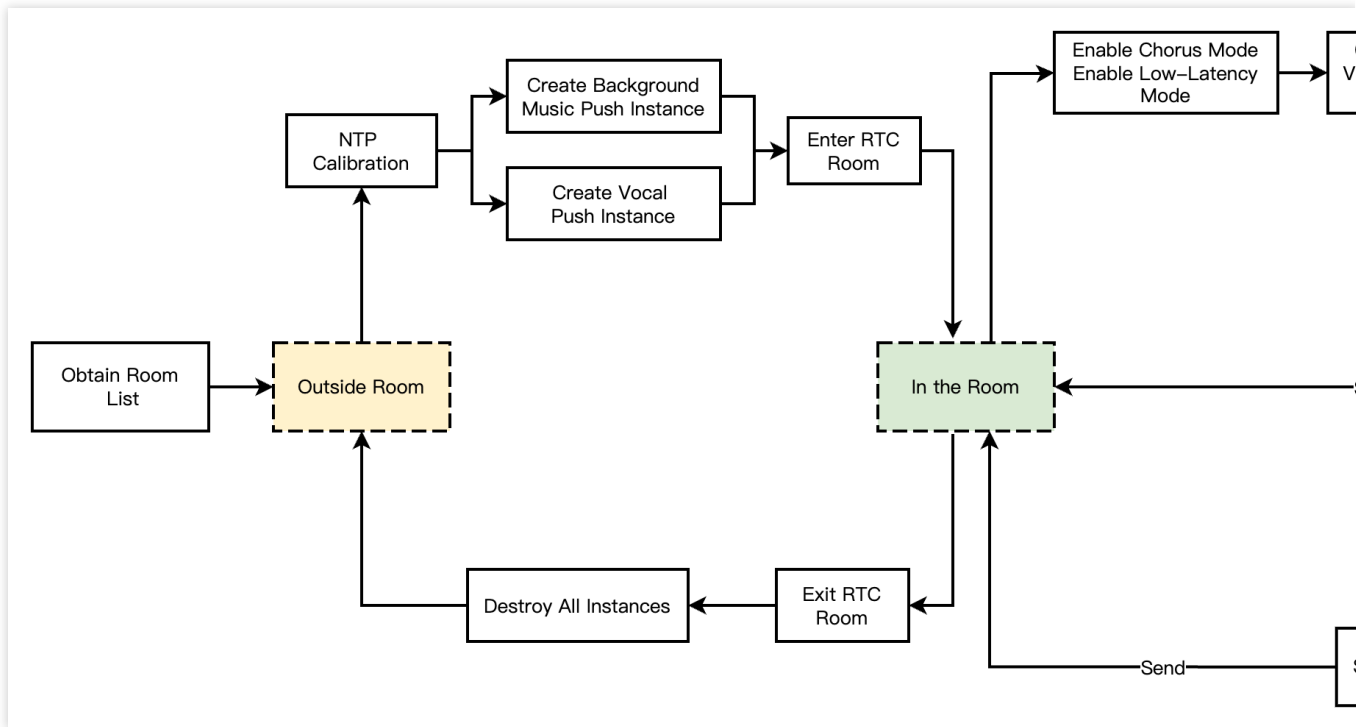 Enable Chorus Mode
Enable Low-Latency
Mode
Create Background
Music Push Instance
NTP
Calibration
Enter RTC
Room
Create Vocal
Push Instance
Obtain Room
List
Outside Room
In the Room
Destroy All Instances
Exit RTC
Room
Send